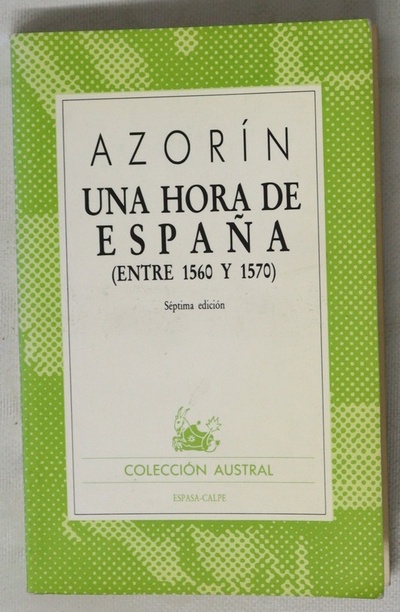 AZORÍN
UNA HORA DE
ESPAÑA
(ENTRE 1560 Y 1570)
Séptima edición
COLECCIÓN AUSTRAL
ESPASA-CALPE